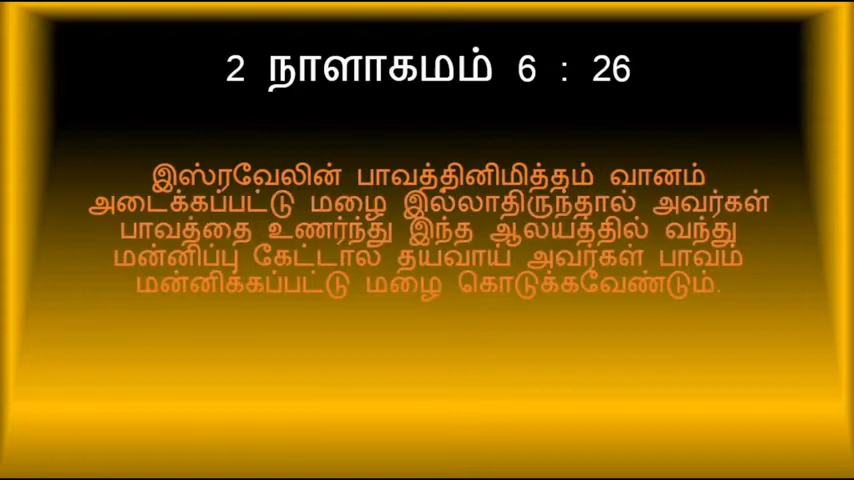 2 நாளாகமம் 6 : 26
இஸ்ரவேலின் பாவத்தினிமித்தம் வானம்
அடைக்கப்பட்டு மழை இல்லாதிருந்தால் அவர்கள்
பாவத்தை உணர்ந்து இந்த ஆலயத்தில் வந்து
மன்னிப்பு கேட்டால் தயவாய் அவர்கள் பாவம்
மன்னிக்கப்பட்டு மழை கொடுக்கவேண்டும்.